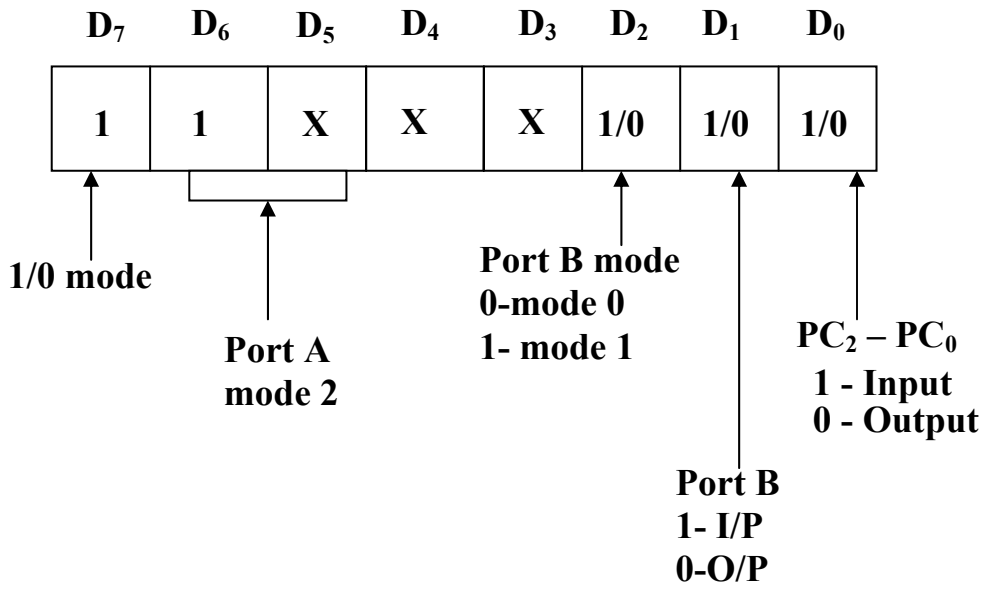 D₇ D₆ D₅ D₄ D₃ D₂ D₁ D₀
1 1 X X X 1/0 1/0 1/0
1/0 mode
Port A
mode 2
Port B mode
0-mode 0
1- mode 1
PC₂ – PC₀
1 - Input
0 - Output
Port B
1- I/P
0-O/P